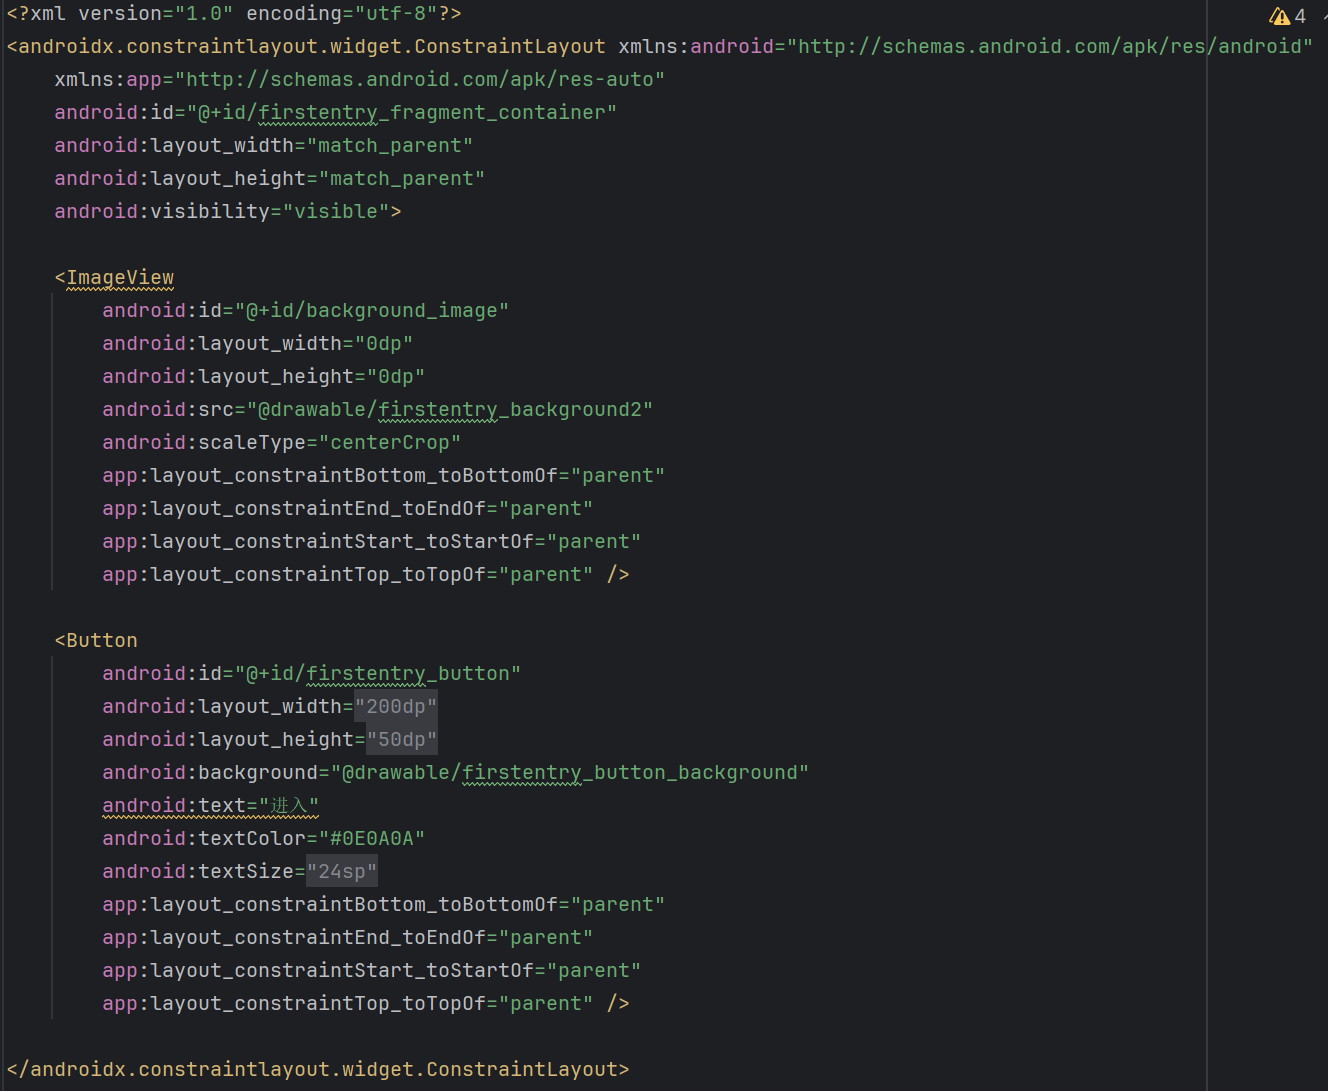 <?xml version="1.0" encoding="utf-8"?>
4
<androidx.constraintlayout.widget.ConstraintLayout xmlns:android="http://schemas.android.com/apk/res/android"
    xmlns:app="http://schemas.android.com/apk/res-auto"
    android:id="@+id/firstentry_fragment_container"
    android:layout_width="match_parent"
    android:layout_height="match_parent"
    android:visibility="visible">
    <ImageView
        android:id="@+id/background_image"
        android:layout_width="0dp"
        android:layout_height="0dp"
        android:src="@drawable/firstentry_background2"
        android:scaleType="centerCrop"
        app:layout_constraintBottom_toBottomOf="parent"
        app:layout_constraintEnd_toEndOf="parent"
        app:layout_constraintStart_toStartOf="parent"
        app:layout_constraintTop_toTopOf="parent" />
    <Button
        android:id="@+id/firstentry_button"
        android:layout_width="200dp"
        android:layout_height="50dp"
        android:background="@drawable/firstentry_button_background"
        android:text="进入"
        android:textColor="#0E0A0A"
        android:textSize="24sp"
        app:layout_constraintBottom_toBottomOf="parent"
        app:layout_constraintEnd_toEndOf="parent"
        app:layout_constraintStart_toStartOf="parent"
        app:layout_constraintTop_toTopOf="parent" />
</androidx.constraintlayout.widget.ConstraintLayout>